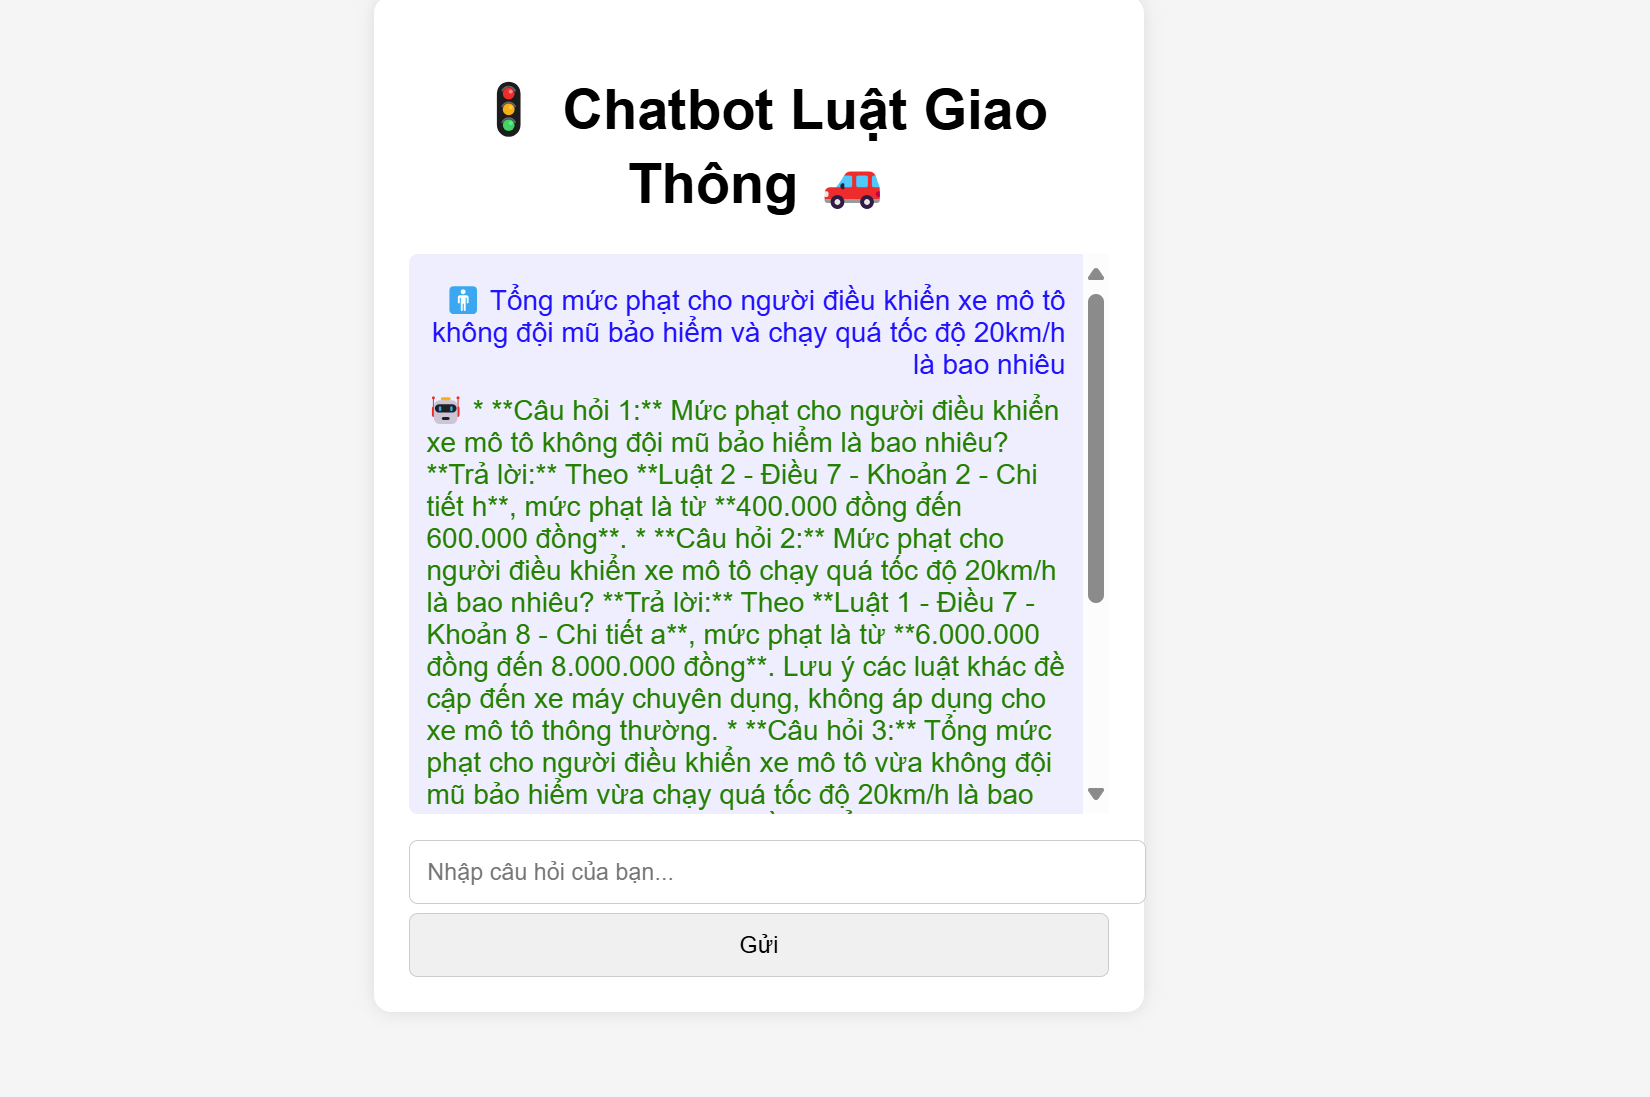 🚦 Chatbot Luật Giao
Thông 🚗
🚹 Tổng mức phạt cho người điều khiển xe mô tô
không đội mũ bảo hiểm và chạy quá tốc độ 20km/h
là bao nhiêu
🤖 * **Câu hỏi 1:** Mức phạt cho người điều khiển
xe mô tô không đội mũ bảo hiểm là bao nhiêu?
**Trả lời:** Theo **Luật 2 - Điều 7 - Khoản 2 - Chi
tiết h**, mức phạt là từ **400.000 đồng đến
600.000 đồng**. * **Câu hỏi 2:** Mức phạt cho
người điều khiển xe mô tô chạy quá tốc độ 20km/h
là bao nhiêu? **Trả lời:** Theo **Luật 1 - Điều 7 -
Khoản 8 - Chi tiết a**, mức phạt là từ **6.000.000
đồng đến 8.000.000 đồng**. Lưu ý các luật khác đề
cập đến xe máy chuyên dụng, không áp dụng cho
xe mô tô thông thường. * **Câu hỏi 3:** Tổng mức
phạt cho người điều khiển xe mô tô vừa không đội
mũ bảo hiểm vừa chạy quá tốc độ 20km/h là bao
Nhập câu hỏi của bạn...
Gửi